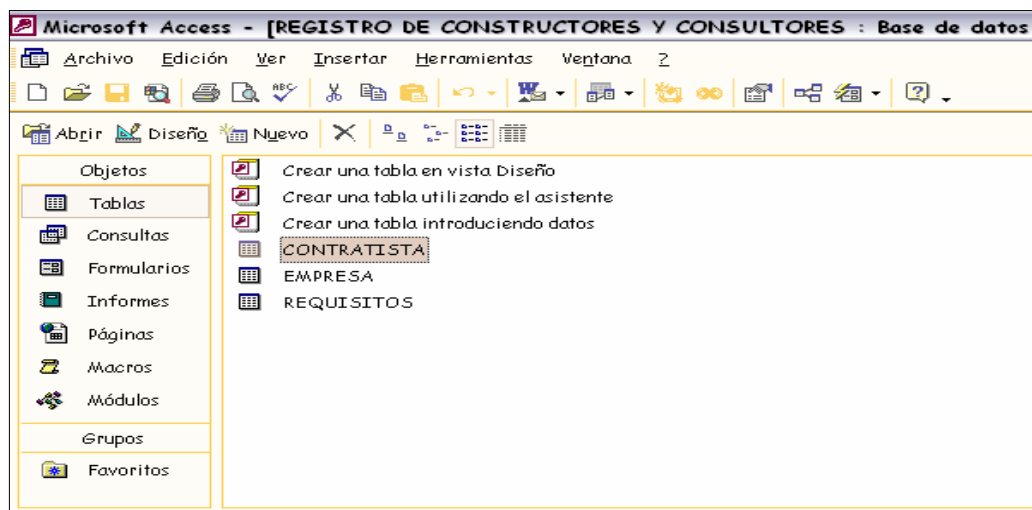 Microsoft Access - [REGISTRO DE CONSTRUCTORES Y CONSULTORES : Base de datos
Archivo Edición Ver Insertar Herramientas Ventana ?
Abrir Diseño Nuevo
Objetos
Tablas
Consultas
Formularios
Informes
Páginas
Macros
Módulos
Grupos
Favoritos
Crear una tabla en vista Diseño
Crear una tabla utilizando el asistente
Crear una tabla introduciendo datos
CONTRATISTA
EMPRESA
REQUISITOS